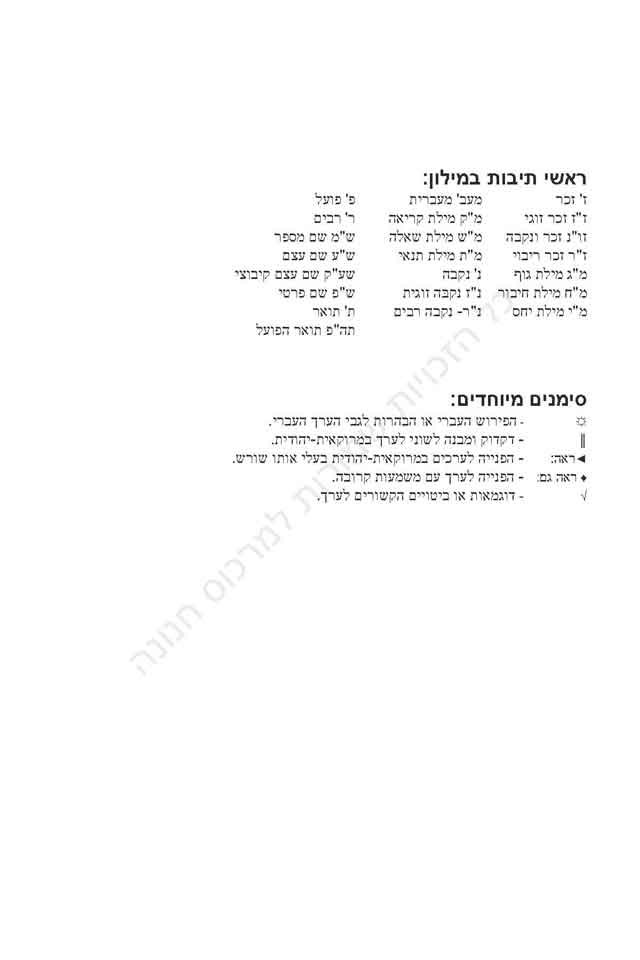 ראשי תיבות במילון:
ז' זכר מעב' מעברית פ' פועל
ז"ז זכר זוגי מ"ק מילת קריאה ר' רבים
זו"נ זכר ונקבה מ"ש מילת שאלה ש"מ שם מספר
ז"ר זכר ריבוי מ"ת מילת תנאי ש"ע שם עצם
מ"ג מילת גוף נ' נקבה שע"ק שם עצם קיבוצי
מ"ח מילת חיבור נ"ז נקבּה זוגית ש"פ שם פרטי
מ"י מילת יחס נ"ר- נקבה רבים ת' תואר
תה"פ תואר הפועל
סימנים מיוחדים:
☼ - הפירוש העברי או הבהרות לגבי הערך העברי.
‖ - דקדוק ומבנה לשוני לערך במרוקאית-יהודית.
◄ראה: - הפנייה לערכים במרוקאית-יהודית בעלי אותו שורש.
♦ ראה גם: - הפנייה לערך עם משמעות קרובה.
√ - דוגמאות או ביטויים הקשורים לערך.
כל הזכויות שמורות למרכוס חנונה